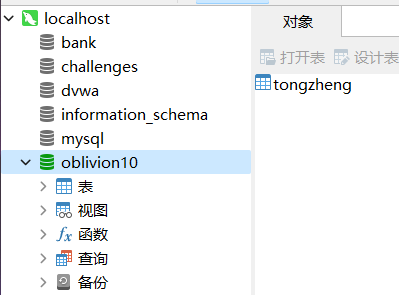 localhost
bank
challenges
dvwa
information_schema
mysql
oblivion10
表
视图
fx 函数
查询
备份
对象
打开表 设计表
tongzheng